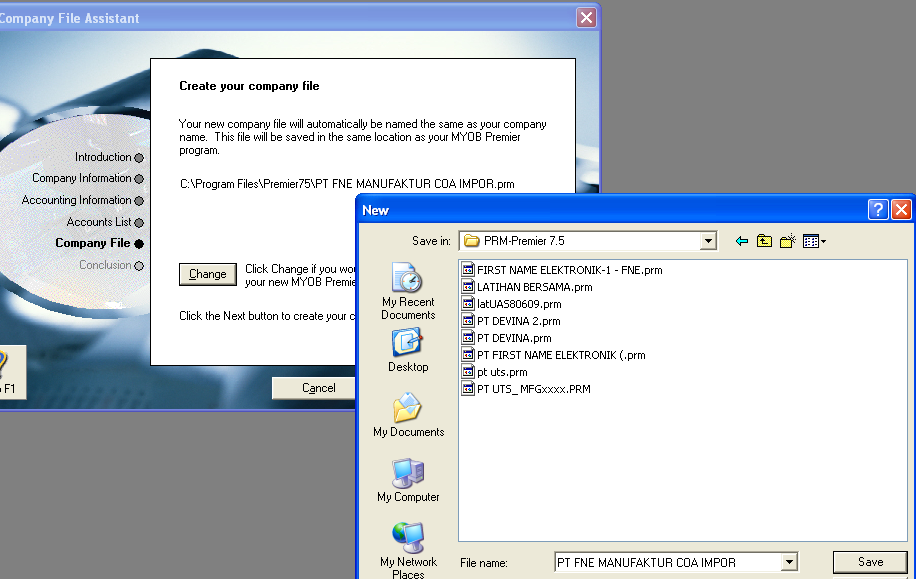 Company File Assistant
Create your company file
Your new company file will automatically be named the same as your company
name. This file will be saved in the same location as your MYOB Premier
program.
C:\Program Files\Premier75\PT FNE MANUFAKTUR COA IMPOR.prm
Introduction
Company Information
Accounting Information
Accounts List
Company File
Conclusion
Change
Click Change if you
your new MYOB
Click the Next button to create your
F1
Cancel
New
Save in:
PRM-Premier 7.5
My Recent
Documents
Desktop
My Documents
My Computer
My Network
Places
FIRST NAME ELEKTRONIK-1 - FNE.prm
LATIHAN BERSAMA.prm
latUAS80609.prm
PT DEVINA 2.prm
PT DEVINA.prm
PT FIRST NAME ELEKTRONIK (.prm
pt uts.prm
PT UTS_ MFGxxxx.PRM
File name:
PT FNE MANUFAKTUR COA IMPOR
Save